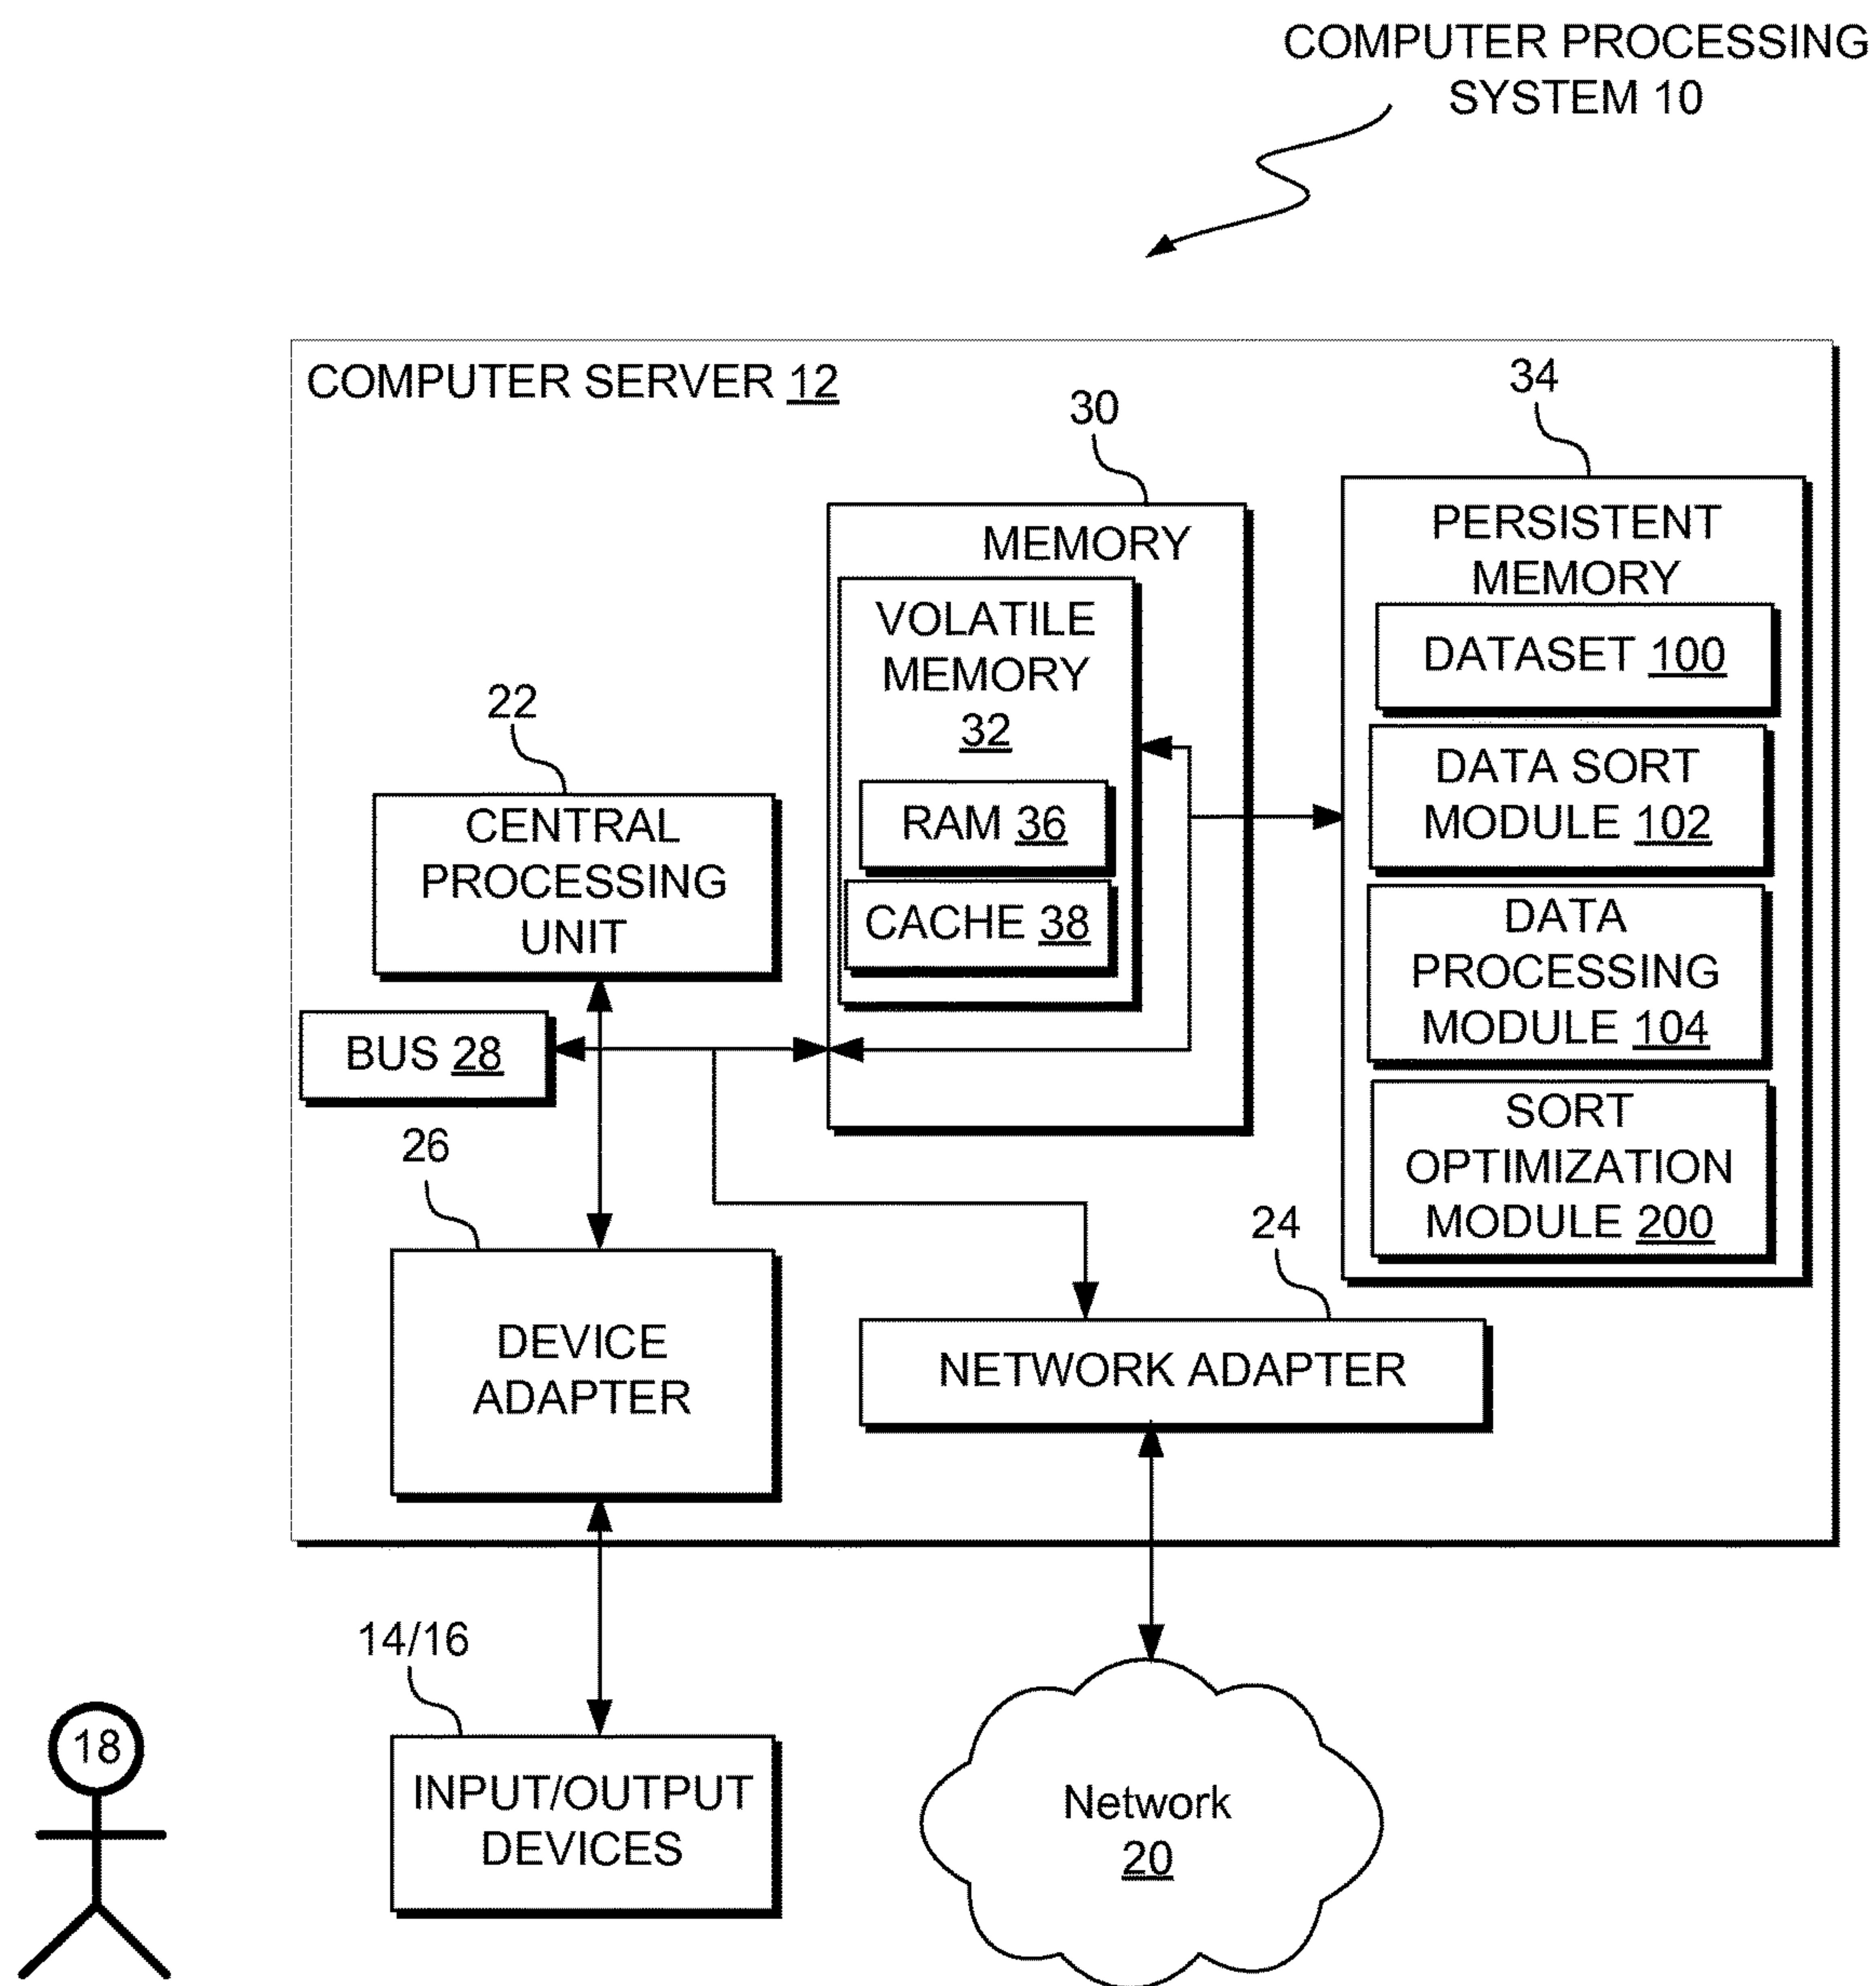 COMPUTER PROCESSING
SYSTEM 10
COMPUTER SERVER 12
34
30
PERSISTENT
MEMORY
MEMORY
VOLATILE
MEMORY
32
DATASET 100
22
DATA SORT
MODULE 102
RAM 36
CENTRAL
PROCESSING
UNIT
CACHE 38
DATA
PROCESSING
MODULE 104
BUS 28
SORT
OPTIMIZATION
MODULE 200
26
24
DEVICE
ADAPTER
NETWORK ADAPTER
14/16
18
INPUT/OUTPUT
DEVICES
Network
20